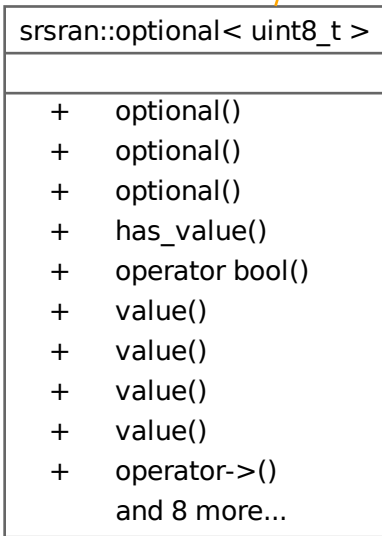 srsran::optional< uint8_t >
+ optional()
+ optional()
+ optional()
+ has_value()
+ operator bool()
+ value()
+ value()
+ value()
+ value()
+ operator->()
and 8 more...